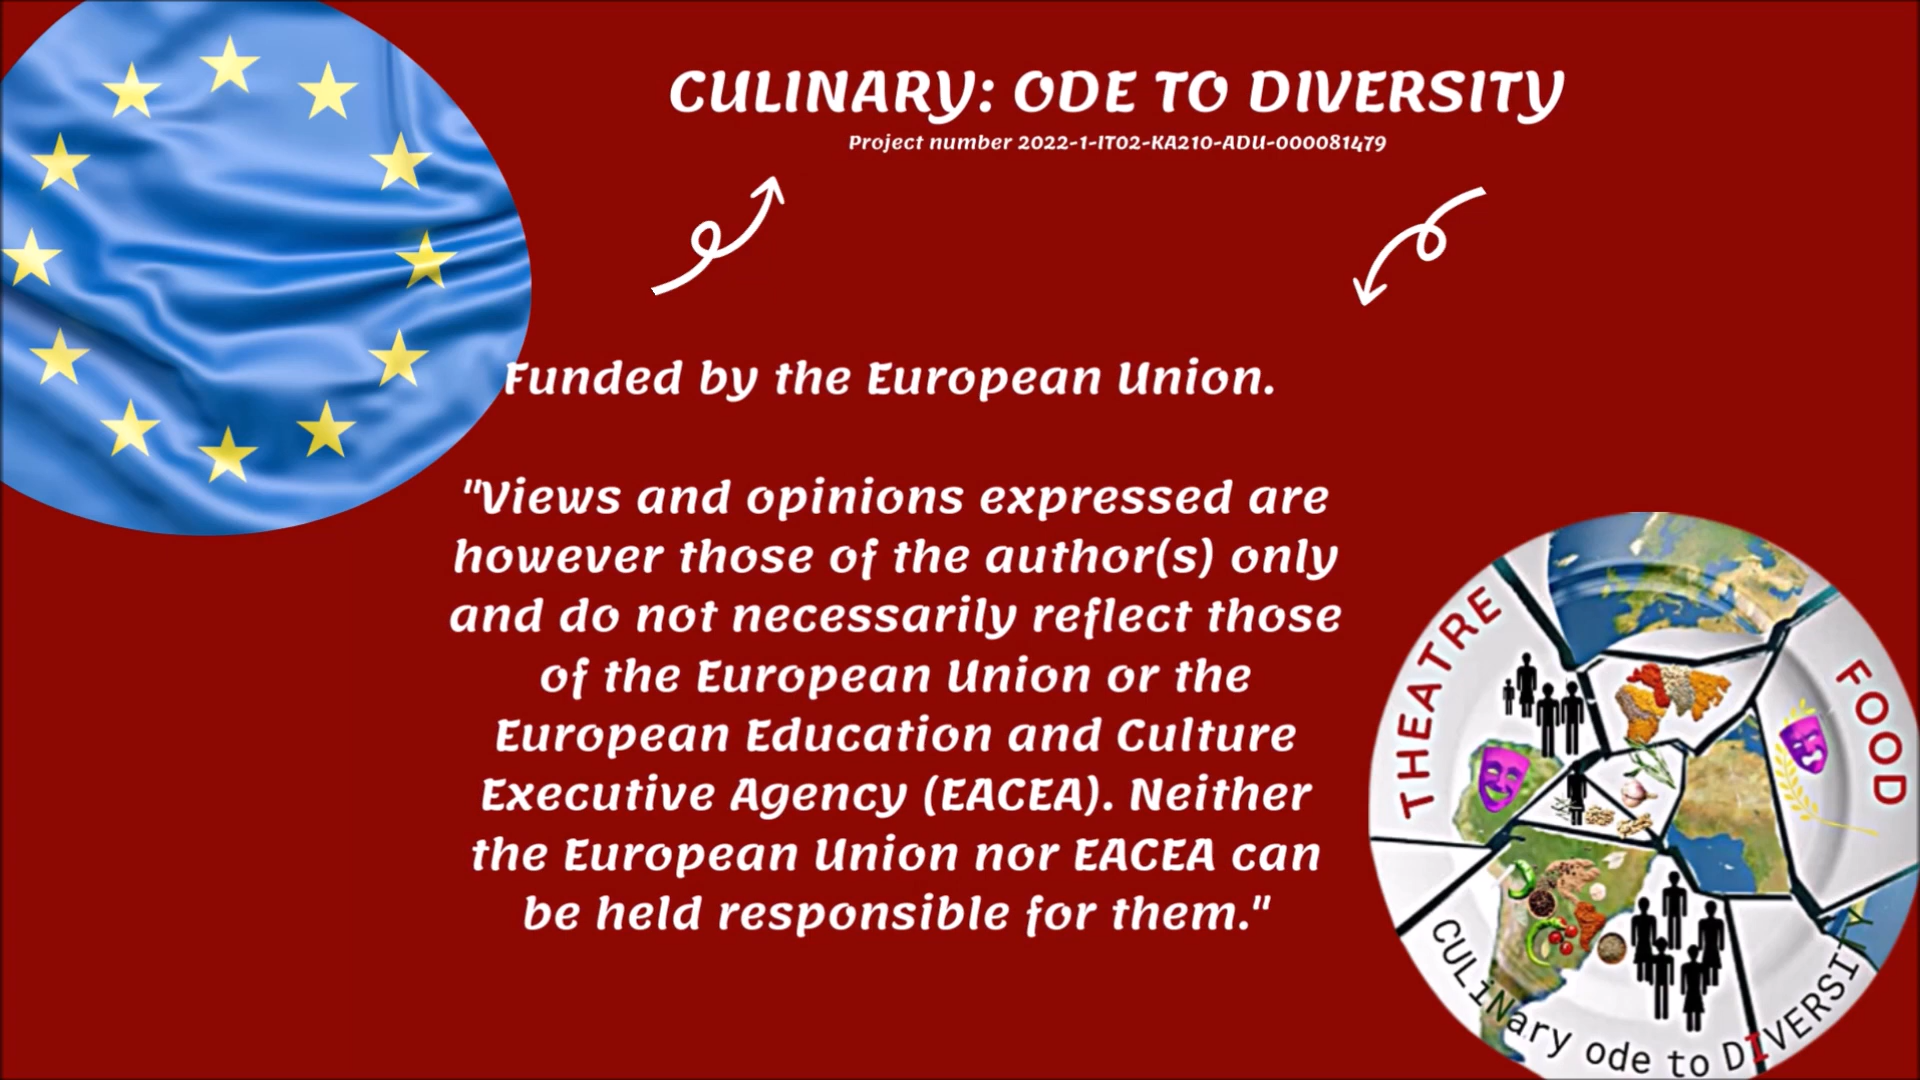 CULINARY: ODE TO DIVERSITY
Project number 2022-1-IT02-KA210-ADU-000081479
Funded by the European Union.
"Views and opinions expressed are
however those of the author(s) only
and do not necessarily reflect those
of the European Union or the
European Education and Culture
Executive Agency (EACEA). Neither
the European Union nor EACEA can
be held responsible for them."
THEATRE
FOOD
CULiNary ode to DIVERSITY